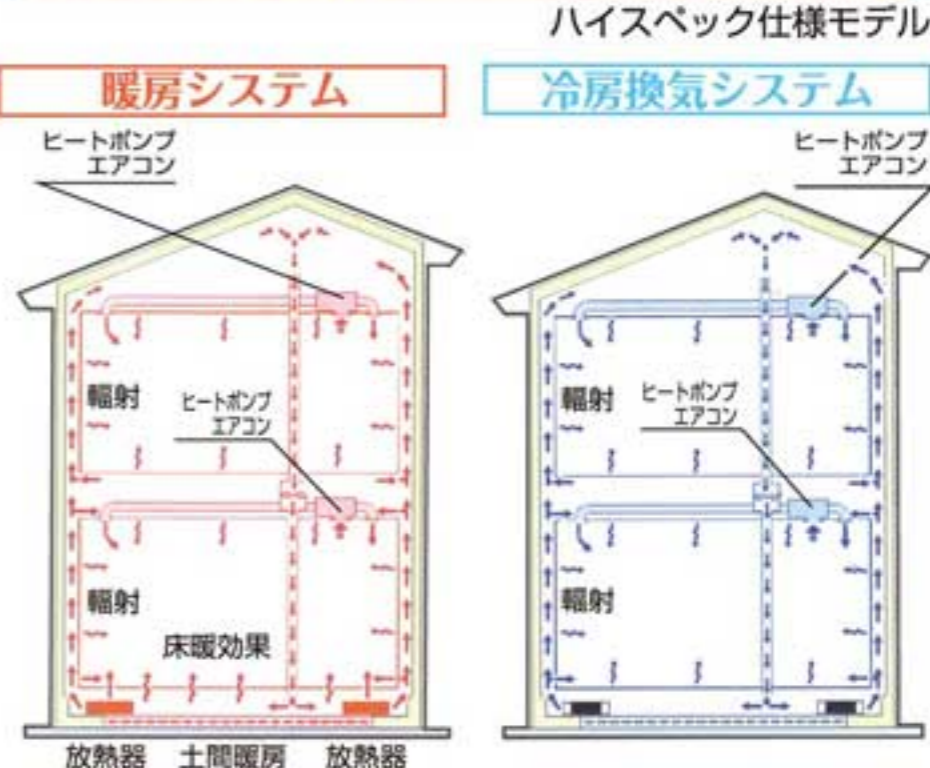 ハイスペック仕様モデル
暖房システム
冷房換気システム
ヒートポンプ
エアコン
ヒートポンプ
エアコン
輻射
ヒートポンプ
エアコン
輻射
ヒートポンプ
エアコン
輻射
床暖効果
輻射
放熱器
土間暖房
放熱器